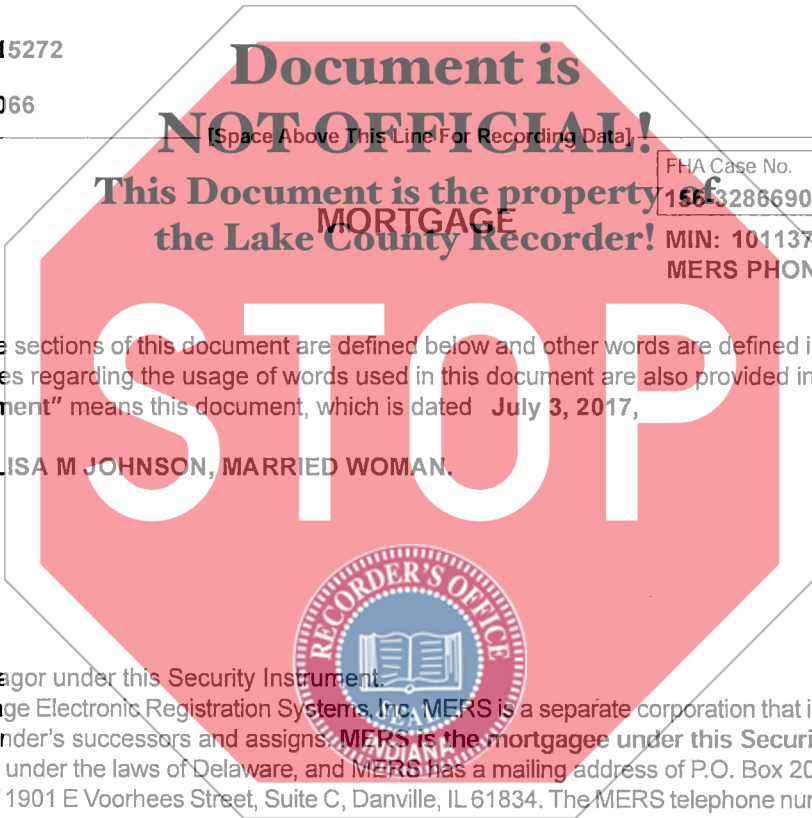 15272
066
Document is
NOT OFFICIAL!
[Space Above This Line For Recording Data]
This Document is the property of
the Lake County Recorder!
FHA Case No.
156-3286690
MORTGAGE
MIN: 101137
MERS PHON
STOP
e sections of this document are defined below and other words are defined i
es regarding the usage of words used in this document are also provided in
ment” means this document, which is dated July 3, 2017,
LISA M JOHNSON, MARRIED WOMAN.
RECORDER'S OFFICE
SEAL
INDIANA
agor under this Security Instrument.
ge Electronic Registration Systems, Inc. MERS is a separate corporation that i
nder's successors and assigns. MERS is the mortgagee under this Securi
under the laws of Delaware, and MERS has a mailing address of P.O. Box 20
1901 E Voorhees Street, Suite C, Danville, IL 61834. The MERS telephone nu